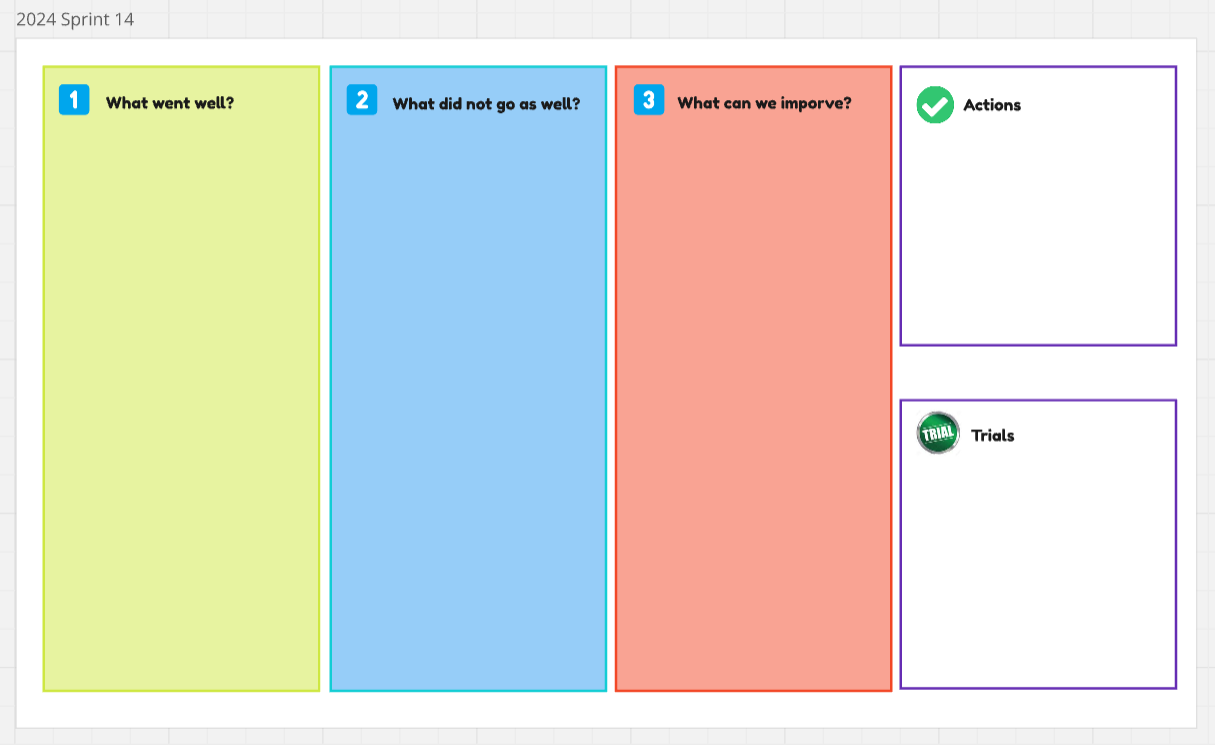 2024 Sprint 14
1 What went well?
2 What did not go as well?
3 What can we imporve?
Actions
TRIAL Trials